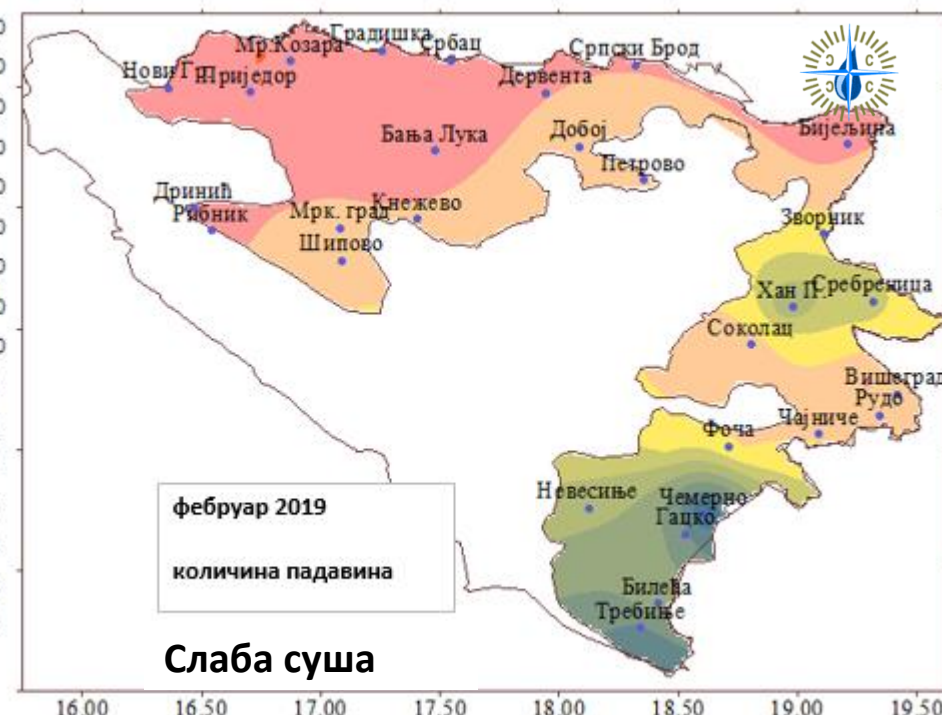 Градишка
Мр.Козара
Србац
Српски Брод
Нови Г
Приједор
Дервента
Бијељина
Бања Лука
Добој
Петрово
Дринић
Рибник
Мрк. град
Кнежево
Шипово
Зворник
Хан П.
Сребреница
Соколац
Вишеград
Рудо
Чајниче
Фоча
Невесиње
Чемерно
Гацко
Билећа
Требиње
фебруар 2019
количина падавина
Слаба суша
16.00 16.50 17.00 17.50 18.00 18.50 19.00 19.50